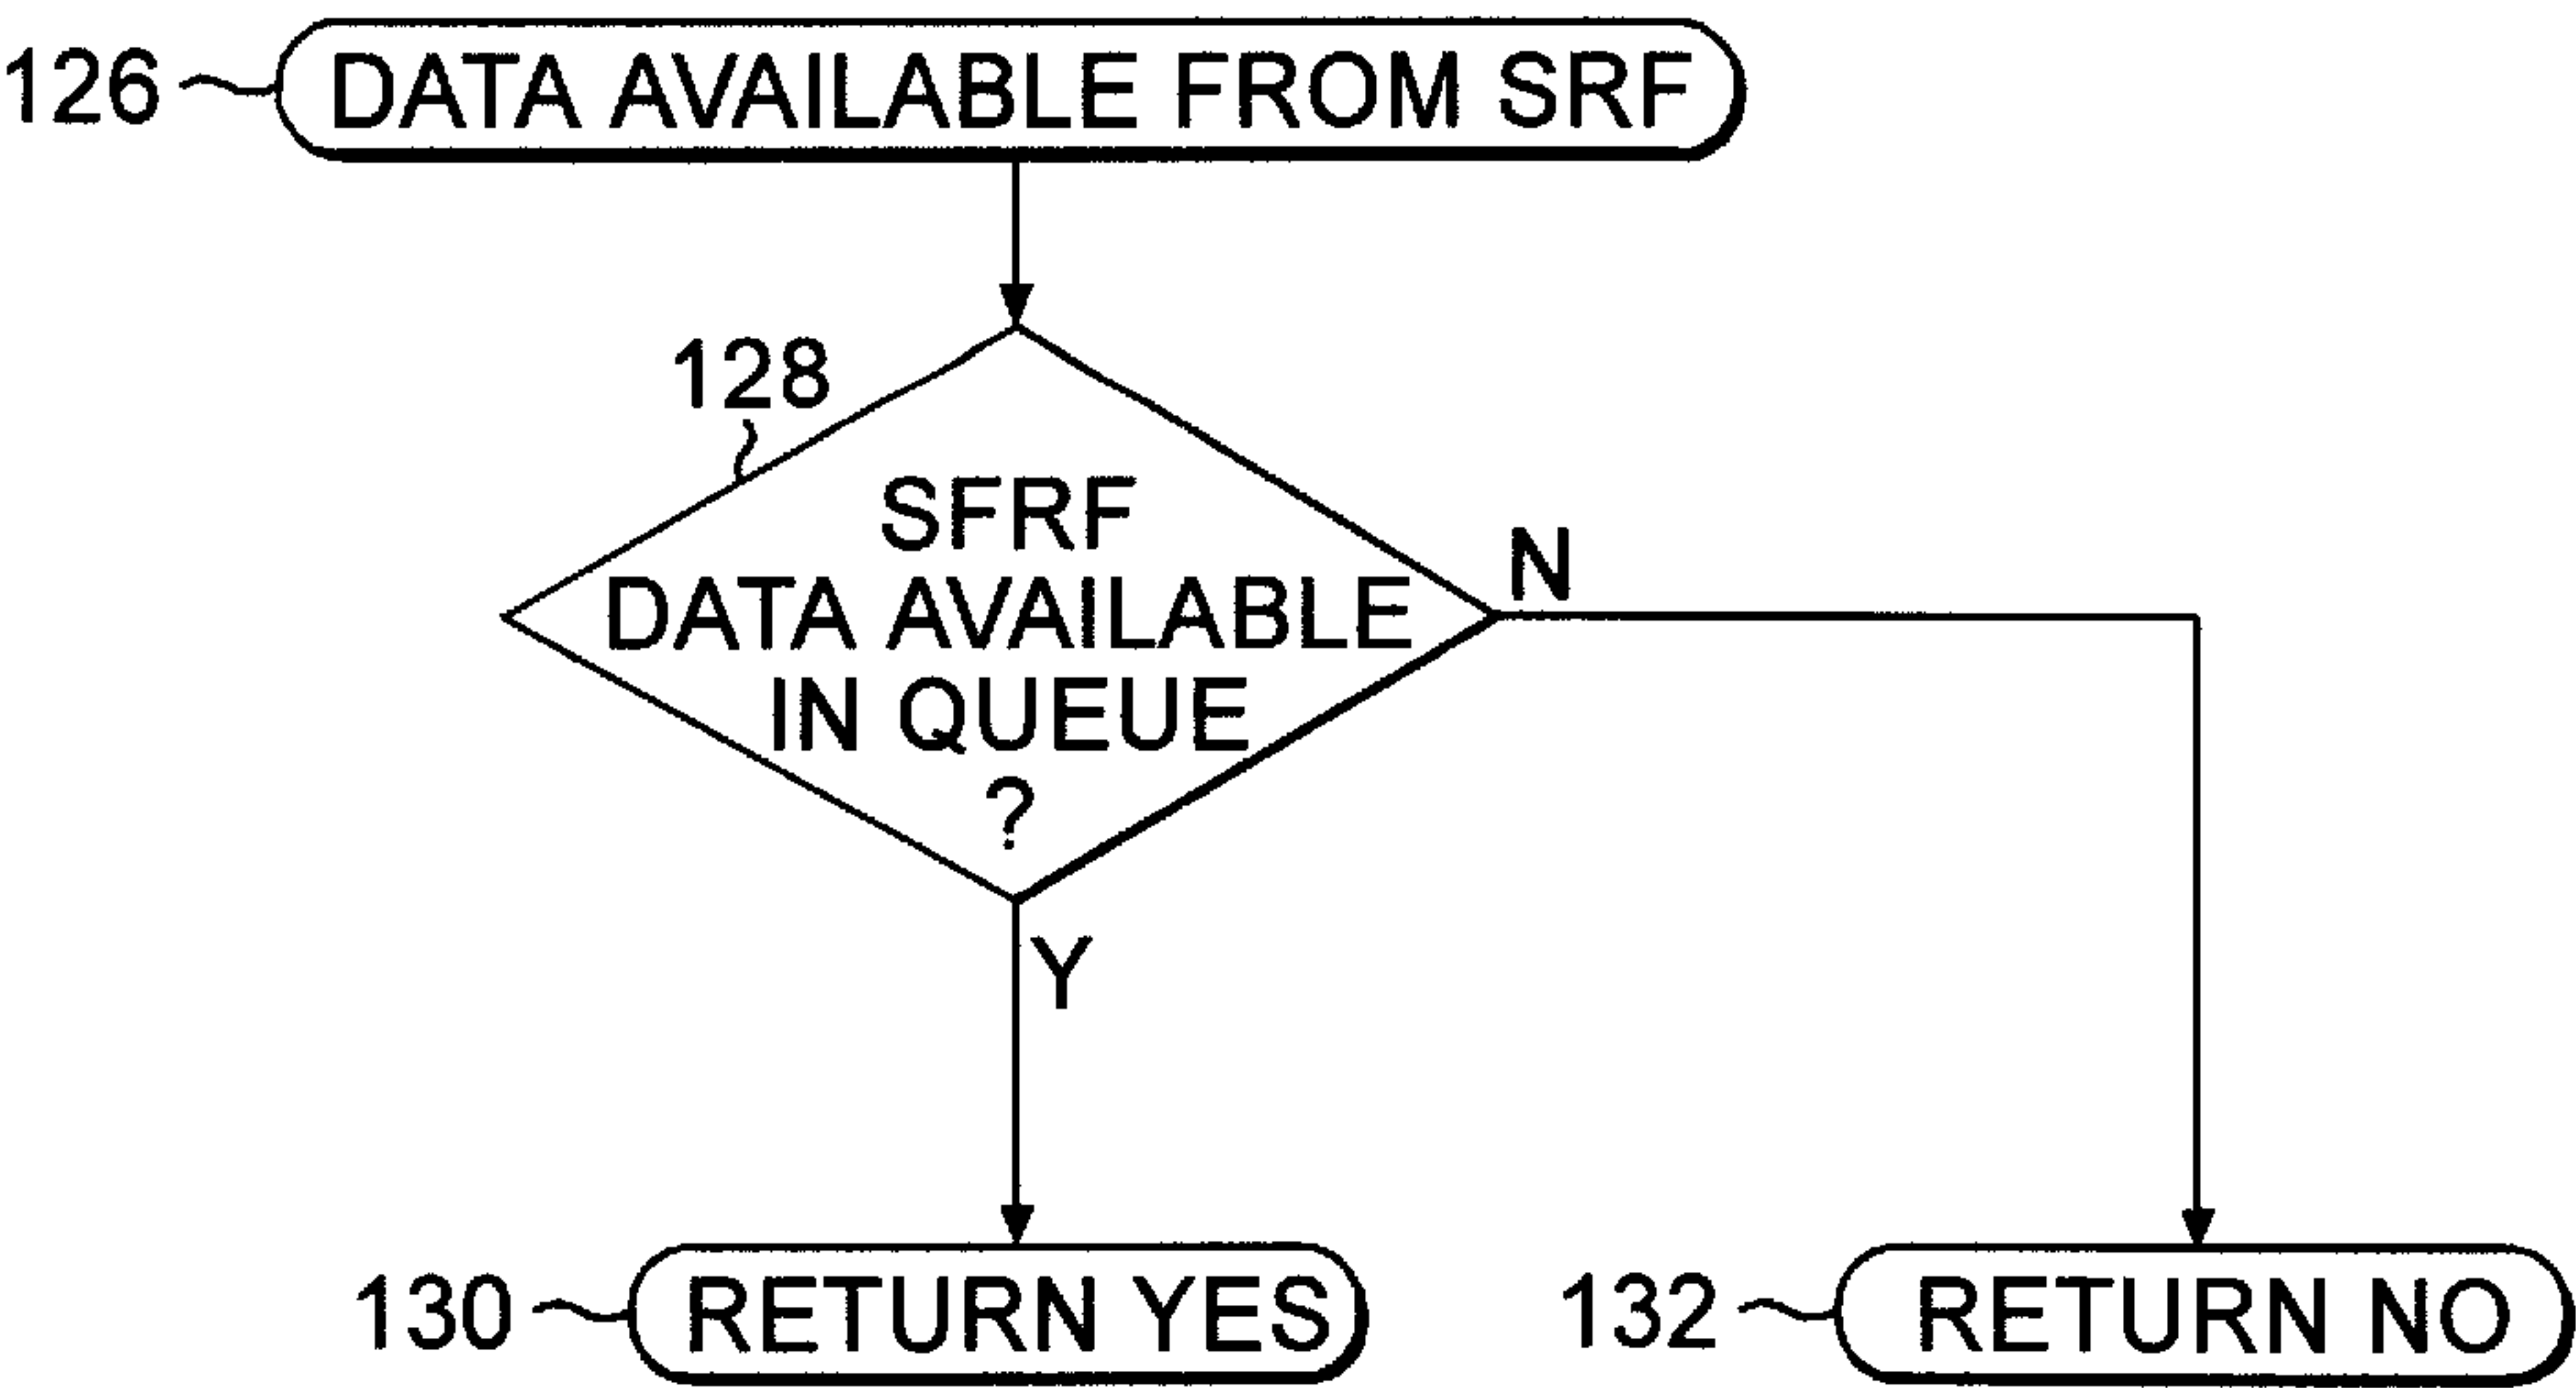 126 DATA AVAILABLE FROM SRF
128
SFRF
DATA AVAILABLE
IN QUEUE
?
N
Y
130 RETURN YES
132 RETURN NO